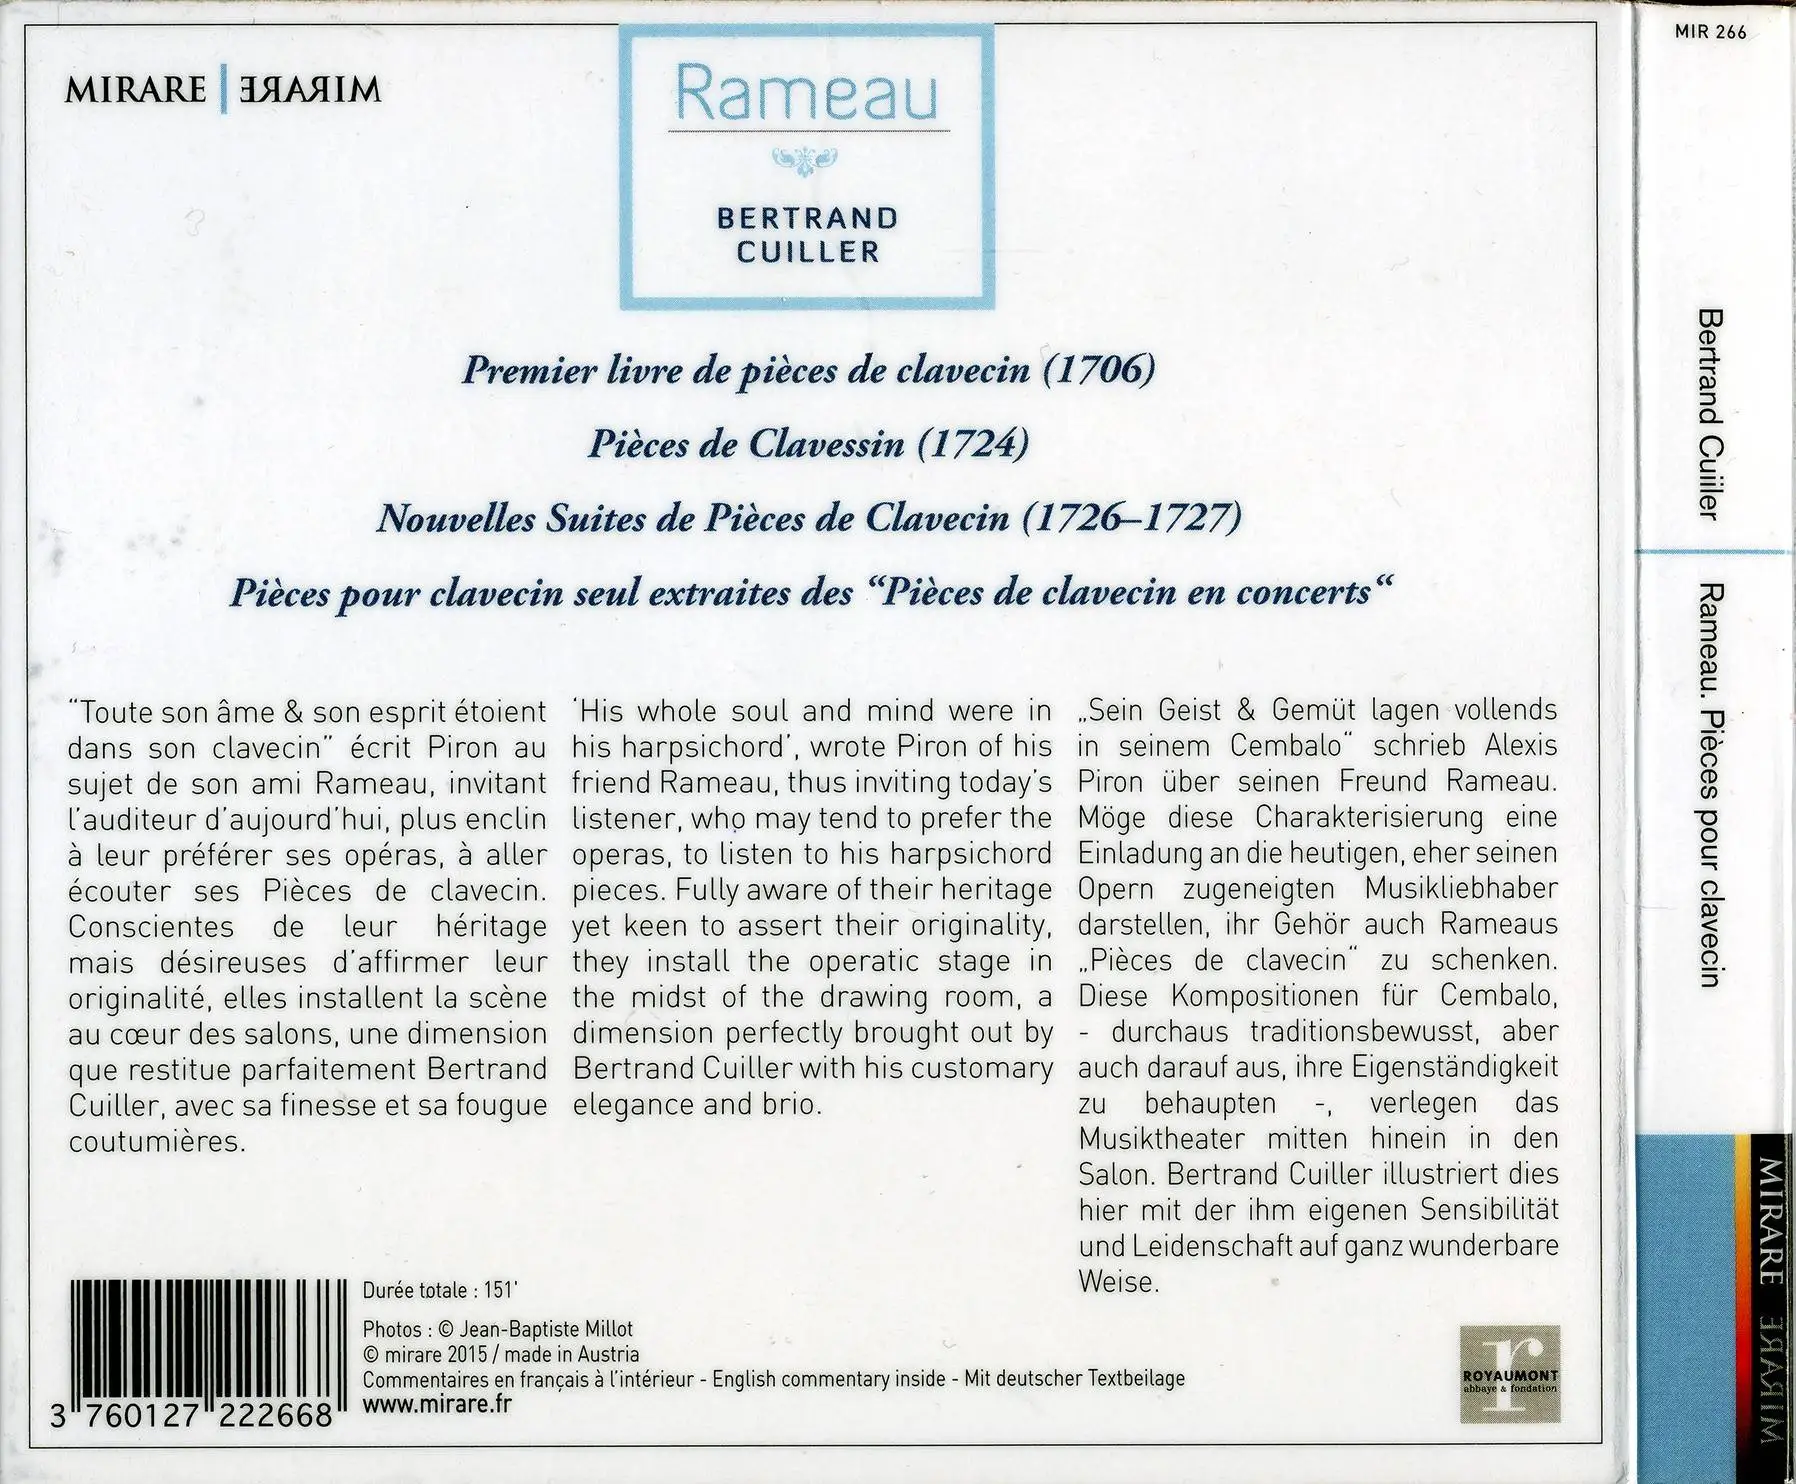 MIRARE | ƎЯAЯIM
Rameau
BERTRAND
CUILLER
Premier livre de pièces de clavecin (1706)
Pièces de Clavessin (1724)
Nouvelles Suites de Pièces de Clavecin (1726–1727)
Pièces pour clavecin seul extraites des “Pièces de clavecin en concerts“
“Toute son âme & son esprit étoient
dans son clavecin” écrit Piron au
sujet de son ami Rameau, invitant
l'auditeur d'aujourd'hui, plus enclin
à leur préférer ses opéras, à aller
écouter ses Pièces de clavecin.
Conscientes de leur héritage
mais désireuses d'affirmer leur
originalité, elles installent la scène
au cœur des salons, une dimension
que restitue parfaitement Bertrand
Cuiller, avec sa finesse et sa fougue
coutumières.
‘His whole soul and mind were in
his harpsichord’, wrote Piron of his
friend Rameau, thus inviting today's
listener, who may tend to prefer the
operas, to listen to his harpsichord
pieces. Fully aware of their heritage
yet keen to assert their originality,
they install the operatic stage in
the midst of the drawing room, a
dimension perfectly brought out by
Bertrand Cuiller with his customary
elegance and brio.
„Sein Geist & Gemüt lagen vollends
in seinem Cembalo“ schrieb Alexis
Piron über seinen Freund Rameau.
Möge diese Charakterisierung eine
Einladung an die heutigen, eher seinen
Opern zugeneigten Musikliebhaber
darstellen, ihr Gehör auch Rameaus
„Pièces de clavecin“ zu schenken.
Diese Kompositionen für Cembalo,
- durchaus traditionsbewusst, aber
auch darauf aus, ihre Eigenständigkeit
zu behaupten -, verlegen das
Musiktheater mitten hinein in den
Salon. Bertrand Cuiller illustriert dies
hier mit der ihm eigenen Sensibilität
und Leidenschaft auf ganz wunderbare
Weise.
3 760127 222668
Durée totale : 151'
Photos : © Jean-Baptiste Millot
© mirare 2015 / made in Austria
Commentaires en français à l'intérieur - English commentary inside - Mit deutscher Textbeilage
www.mirare.fr
r
ROYAUMONT
abbaye & fondation
MIR 266
Bertrand Cuiiler
Rameau. Pièces pour clavecin
MIRARE ƎЯAЯIM